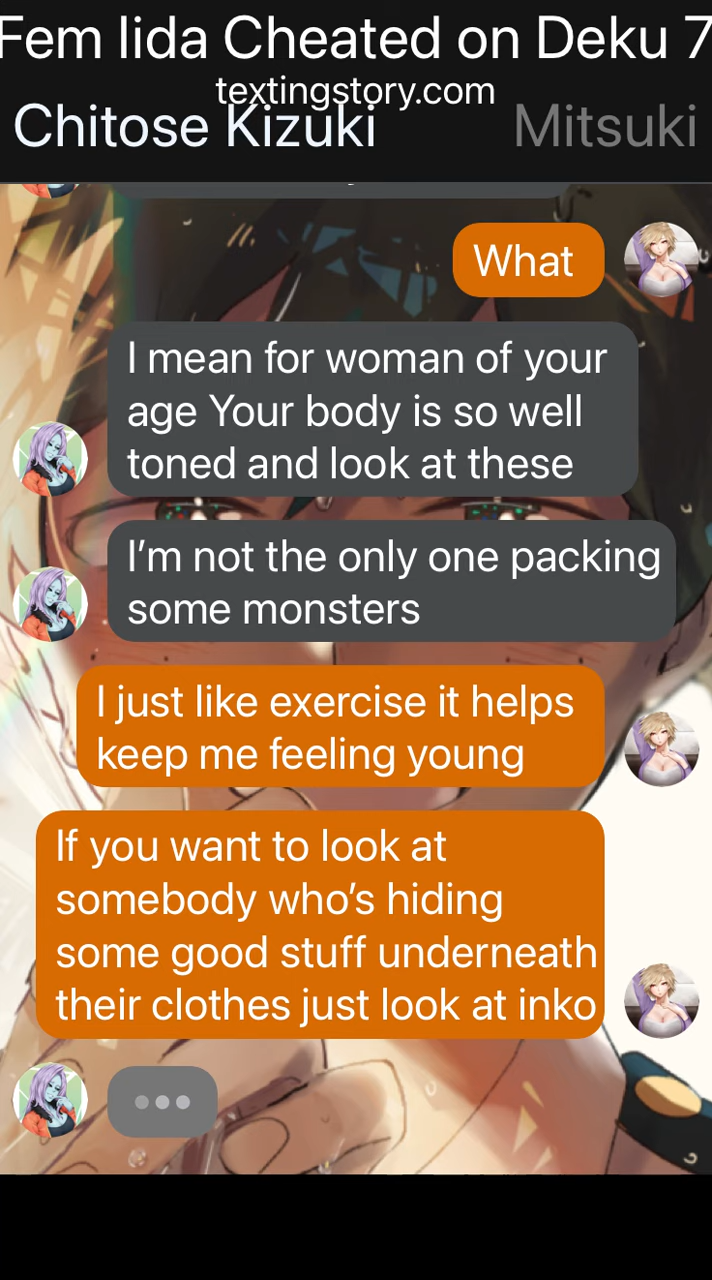 Fem Iida Cheated on Deku 7
textingstory.com
Chitose Kizuki
Mitsuki
What
I mean for woman of your
age Your body is so well
toned and look at these
I’m not the only one packing
some monsters
I just like exercise it helps
keep me feeling young
If you want to look at
somebody who’s hiding
some good stuff underneath
their clothes just look at inko